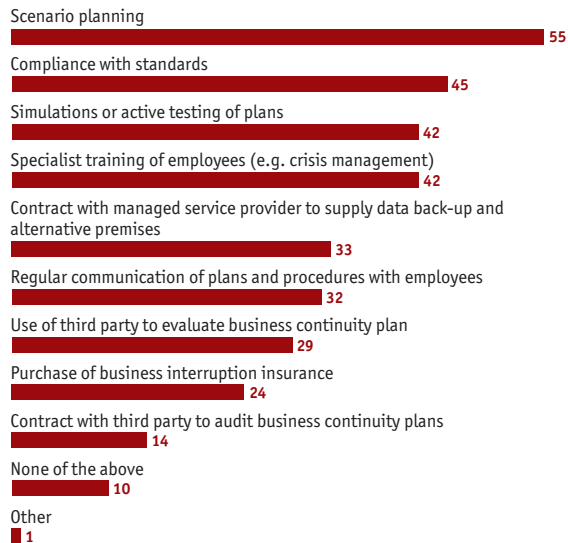 Scenario planning
55
Compliance with standards
45
Simulations or active testing of plans
42
Specialist training of employees (e.g. crisis management)
42
Contract with managed service provider to supply data back-up and
alternative premises
33
Regular communication of plans and procedures with employees
32
Use of third party to evaluate business continuity plan
29
Purchase of business interruption insurance
24
Contract with third party to audit business continuity plans
14
None of the above
10
Other
1